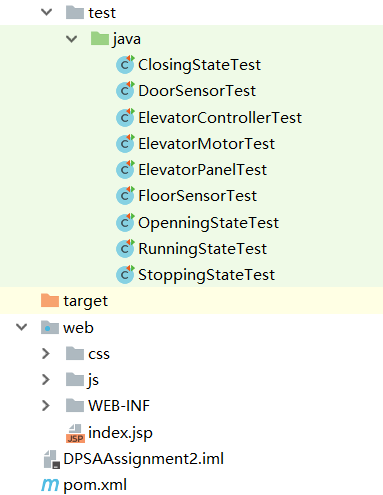 test
java
ClosingStateTest
DoorSensorTest
ElevatorControllerTest
ElevatorMotorTest
ElevatorPanelTest
FloorSensorTest
OpenningStateTest
RunningStateTest
StoppingStateTest
target
web
css
js
WEB-INF
index.jsp
DPSAAssignment2.iml
pom.xml